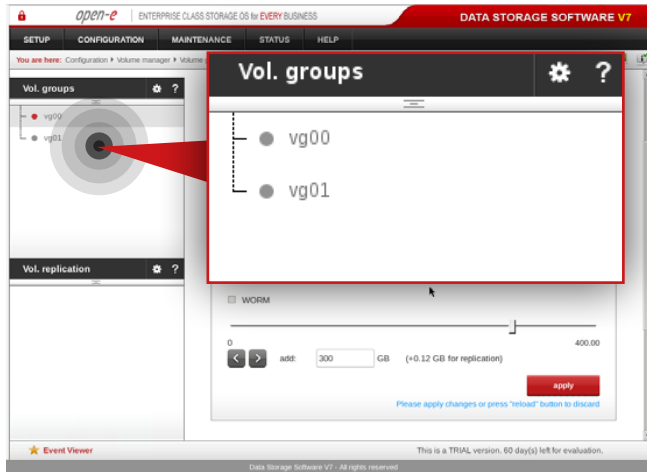 open-e ENTERPRISE CLASS STORAGE OS for EVERY BUSINESS DATA STORAGE SOFTWARE V7
SETUP CONFIGURATION MAINTENANCE STATUS HELP
You are here: Configuration Volume manager Volume
Vol. groups ?
vg00
vg01
Vol. groups ?
vg00
vg01
Vol. replication ?
WORM
0 400.00
add: 300 GB (+0.12 GB for replication)
apply
Please apply changes or press "reload" button to discard
Event Viewer This is a TRIAL version. 60 day(s) left for evaluation.
Data Storage Software V7 - All rights reserved